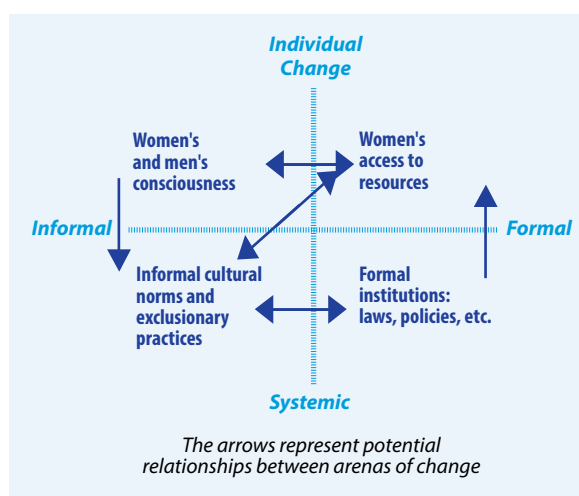 Individual
Change
Women's
and men's
consciousness
Women's
access to
resources
Informal
Formal
Informal cultural
norms and
exclusionary
practices
Formal
institutions:
laws, policies, etc.
Systemic
The arrows represent potential
relationships between arenas of change